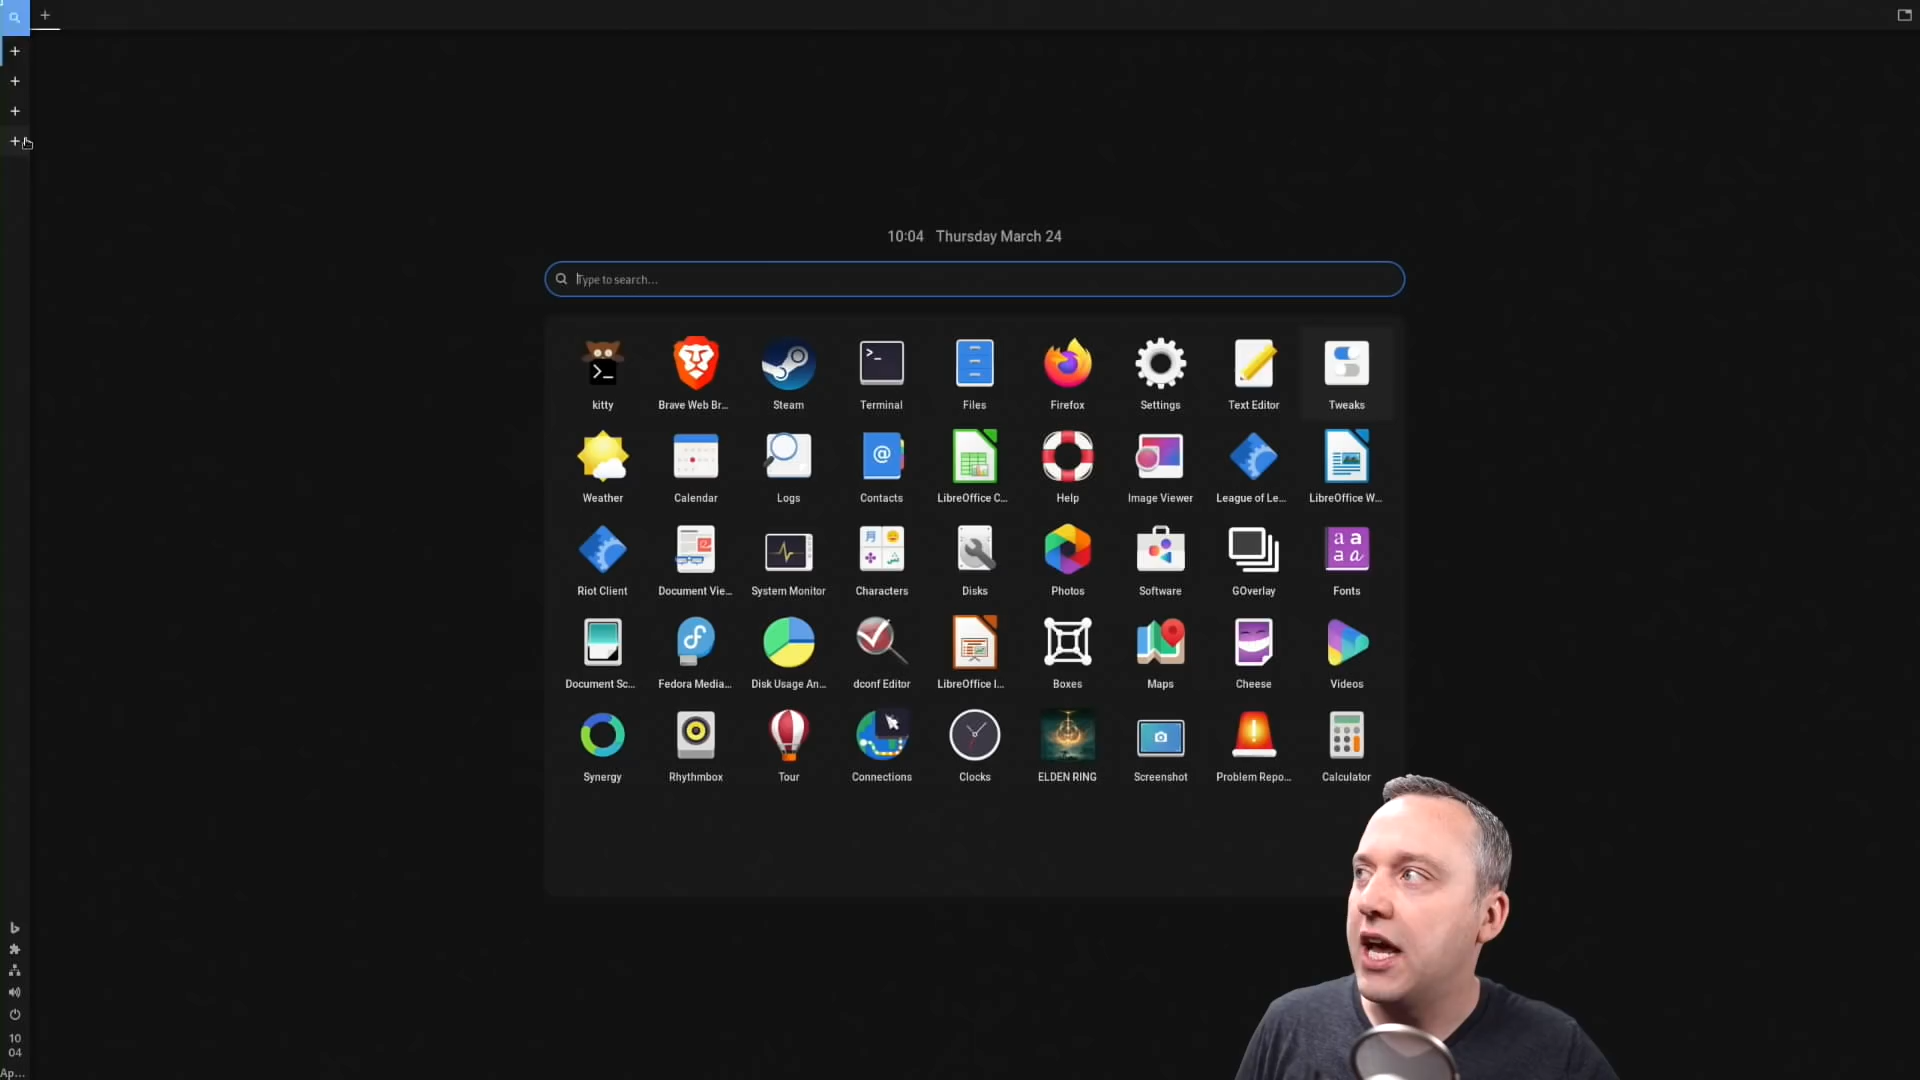 10:04 Thursday March 24
Type to search...
kitty
Brave Web Br...
Steam
Terminal
Files
Firefox
Settings
Text Editor
Tweaks
Weather
Calendar
Logs
Contacts
LibreOffice C...
Help
Image Viewer
League of Le...
LibreOffice W...
Riot Client
Document Vie...
System Monitor
Characters
Disks
Photos
Software
GOverlay
Fonts
Document Sc...
Fedora Media...
Disk Usage An...
dconf Editor
LibreOffice I...
Boxes
Maps
Cheese
Videos
Synergy
Rhythmbox
Tour
Connections
Clocks
ELDEN RING
Screenshot
Problem Repo...
Calculator
10
04
Ap...